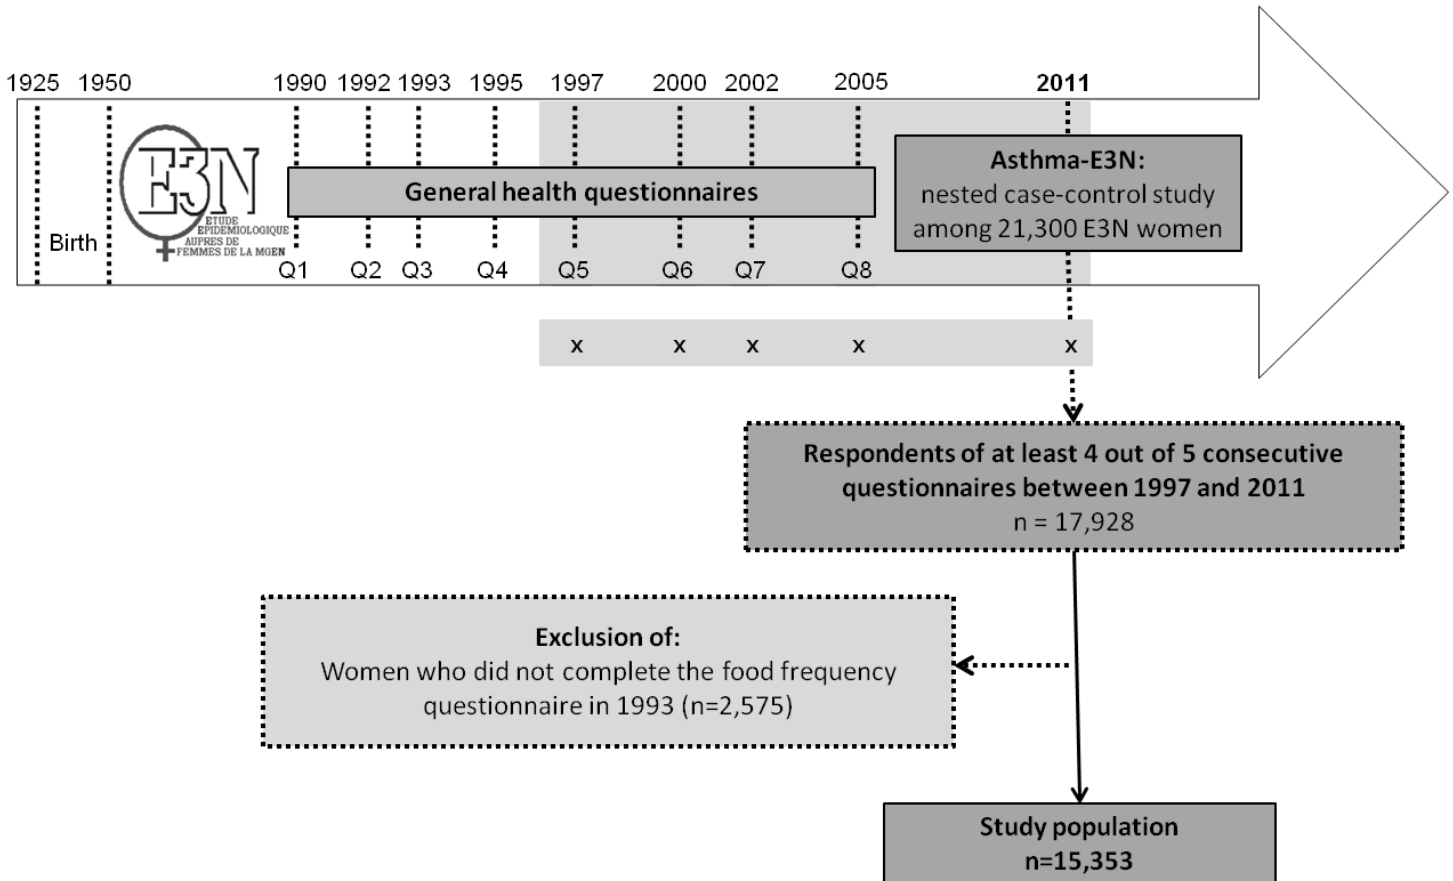 1925 1950 1990 1992 1993 1995 1997 2000 2002 2005 2011
E3N
ETUDE
EPIDEMIOLOGIQUE
AUPRES DE
FEMMES DE LA MGEN
Birth
General health questionnaires
Asthma-E3N:
nested case-control study
among 21,300 E3N women
Q1 Q2 Q3 Q4 Q5 Q6 Q7 Q8
x x x x x
Respondents of at least 4 out of 5 consecutive
questionnaires between 1997 and 2011
n = 17,928
Exclusion of:
Women who did not complete the food frequency
questionnaire in 1993 (n=2,575)
Study population
n=15,353